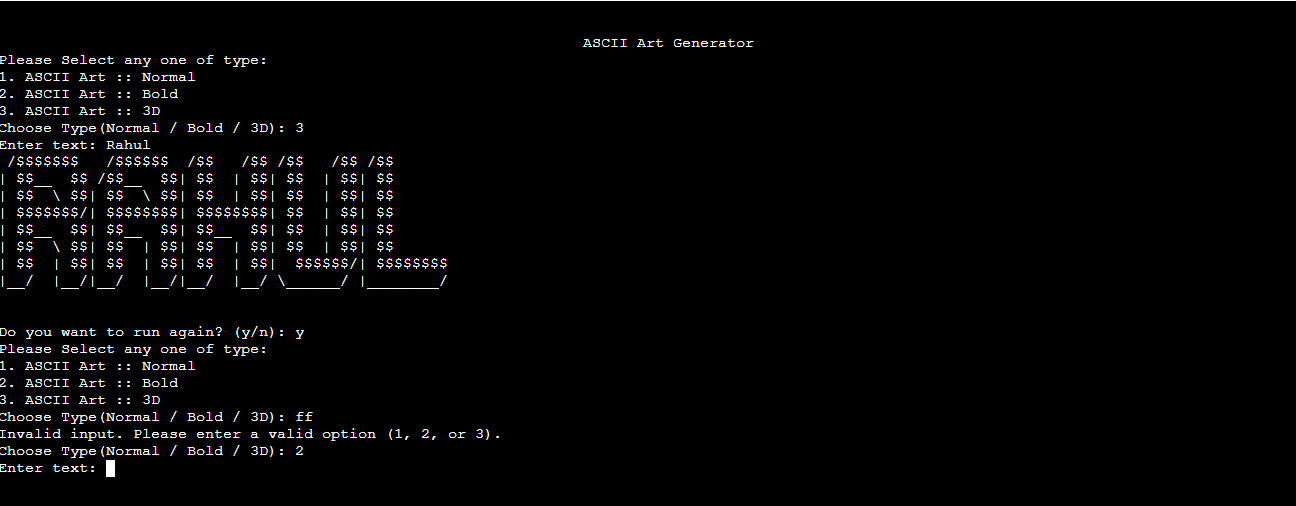 ASCII Art Generator
Please Select any one of type:
1. ASCII Art :: Normal
2. ASCII Art :: Bold
3. ASCII Art :: 3D
Choose Type(Normal / Bold / 3D): 3
Enter text: Rahul
 /$$$$$$$   /$$$$$$  /$$   /$$ /$$   /$$ /$$
| $$__  $$ /$$__  $$| $$  | $$| $$  | $$| $$
| $$  \ $$| $$  \ $$| $$  | $$| $$  | $$| $$
| $$$$$$$/| $$$$$$$$| $$$$$$$$| $$  | $$| $$
| $$__  $$| $$__  $$| $$__  $$| $$  | $$| $$
| $$  \ $$| $$  | $$| $$  | $$| $$  | $$| $$
| $$  | $$| $$  | $$| $$  | $$|  $$$$$$/| $$$$$$$$
|__/  |__/|__/  |__/|__/  |__/ \______/ |________/
Do you want to run again? (y/n): y
Please Select any one of type:
1. ASCII Art :: Normal
2. ASCII Art :: Bold
3. ASCII Art :: 3D
Choose Type(Normal / Bold / 3D): ff
Invalid input. Please enter a valid option (1, 2, or 3).
Choose Type(Normal / Bold / 3D): 2
Enter text: